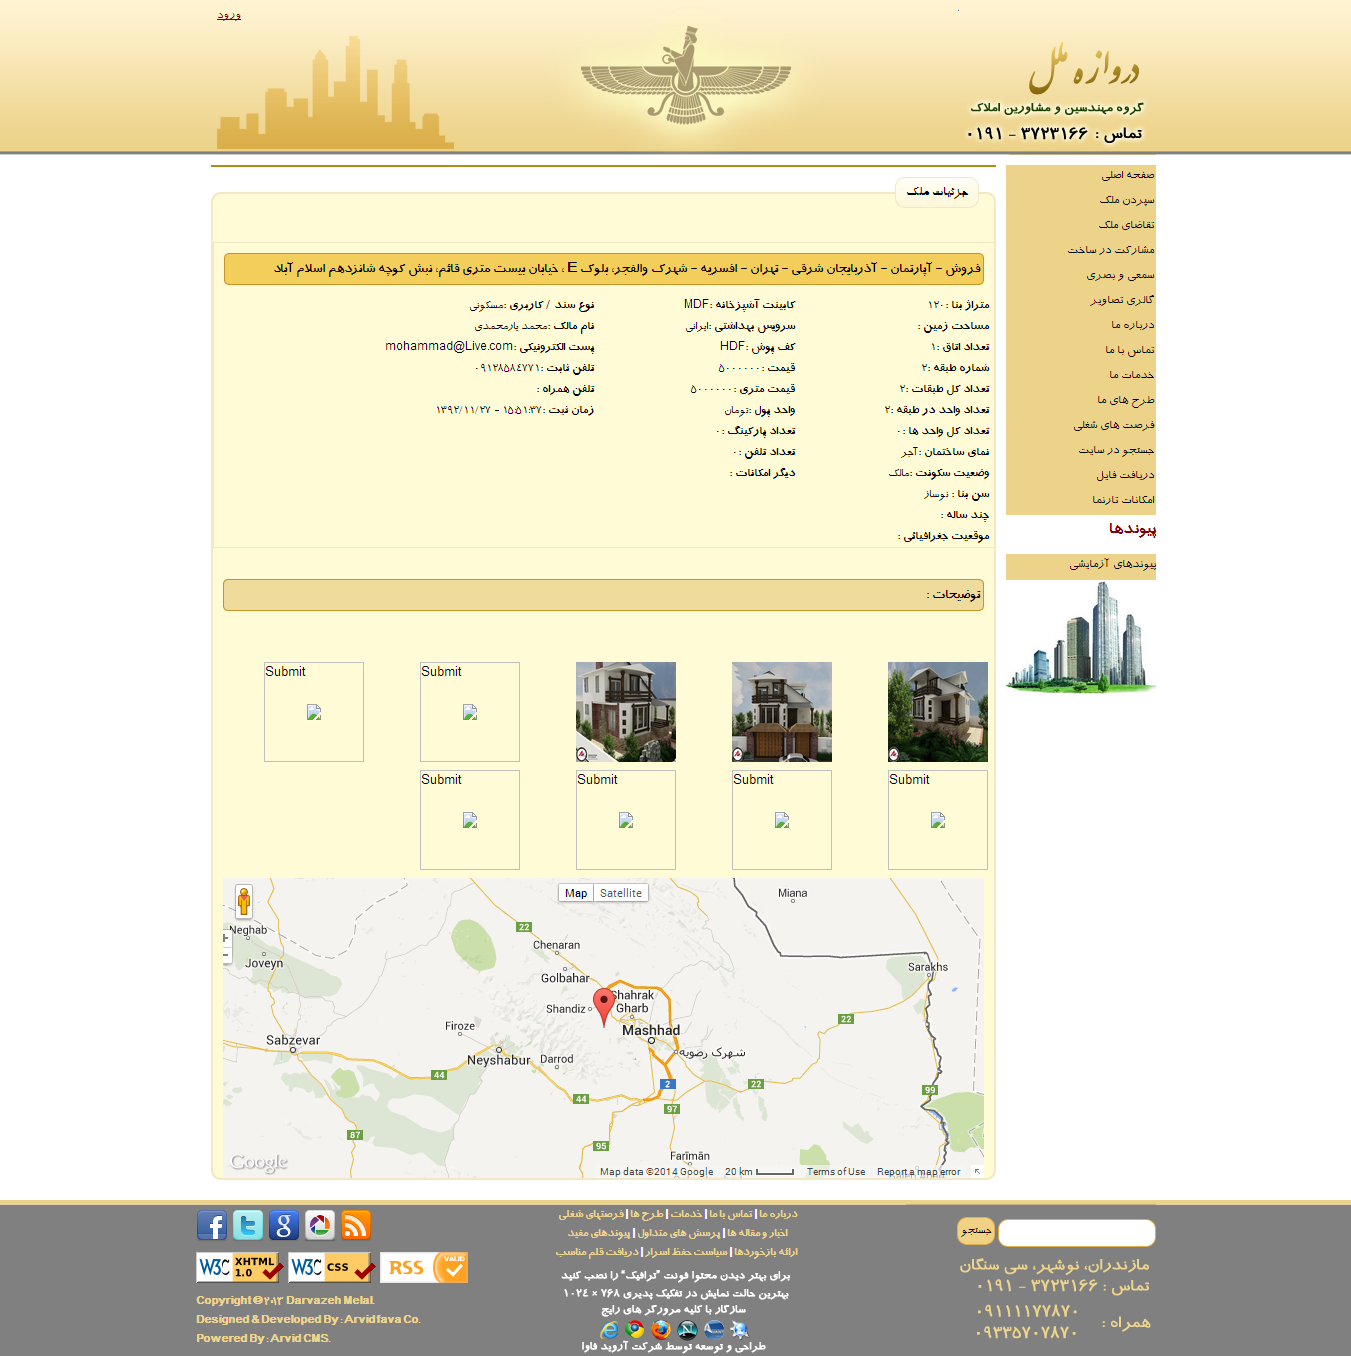 ورود
دروازه ملل
گروه مهندسین و مشاورین املاک
تماس : ۳۷۲۳۱۶۶ - ۰۱۹۱
صفحه اصلی
سپردن ملک
تقاضای ملک
مشارکت در ساخت
سمعی و بصری
گالری تصاویر
درباره ما
تماس با ما
خدمات ما
طرح های ما
فرصت های شغلی
جستجو در سایت
دریافت فایل
امکانات تارنما
پیوندها
پیوندهای آزمایشی
جزئیات ملک
فروش - آپارتمان - آذربایجان شرقی - تهران - افسریه - شهرک والفجر، بلوک E ، خیابان بیست متری قائم، نبش کوچه شانزدهم اسلام آباد
متراژ بنا :۱۲۰
مساحت زمین :
تعداد اتاق :۱
شماره طبقه :۲
تعداد کل طبقات :۲
تعداد واحد در طبقه :۲
تعداد کل واحد ها :۰
نمای ساختمان :آجر
وضعیت سکونت :مالک
سن بنا : نوساز
چند ساله :
موقعیت جغرافیائی :
کابینت آشپزخانه :MDF
سرویس بهداشتی :ایرانی
کف پوش :HDF
قیمت :۵۰۰۰۰۰۰
قیمت متری :۵۰۰۰۰۰۰
واحد پول :تومان
تعداد پارکینگ :۰
تعداد تلفن :۰
دیگر امکانات :
نوع سند / کاربری :مسکونی
نام مالک :محمد یارمحمدی
پست الکترونیکی :mohammad@Live.com
تلفن ثابت :۰۹۱۲۸۵۸٤۷۷۱
تلفن همراه :
زمان ثبت :۱۵:۵۱:۳۷ - ۱۳۹۲/۱۱/۲۷
توضیحات :
Submit
Submit
Submit
Submit
Submit
Submit
Map
Satellite
Miana
Neghab
Joveyn
22
Chenaran
Golbahar
Sarakhs
Shahrak
Gharb
Shandiz
22
Firoze
Mashhad
Sabzevar
Neyshabur
Darrod
شهرک رضویه
44
2
22
99
44
97
87
95
Farīmān
Google
Map data ©2014 Google
20 km
Terms of Use
Report a map error
درباره ما | تماس با ما | خدمات | طرح ها | فرصتهای شغلی
اخبار و مقاله ها | پرسش های متداول | پیوندهای مفید
ارائه بازخوردها | سیاست حفظ اسرار | دریافت قلم مناسب
برای بهتر دیدن محتوا فونت “ترافیک” را نصب کنید
بهترین حالت نمایش در تفکیک پذیری ۷۶۸ × ۱۰۲٤
سازگار با کلیه مرورگر های رایج
طراحی و توسعه توسط شرکت آروید فاوا
جستجو
مازندران، نوشهر، سی سنگان
تماس : ۳۷۲۳۱۶۶ - ۰۱۹۱
همراه :
۰۹۱۱۱۱۷۷۸۷۰
۰۹۳۳۵۷۰۷۸۷۰
W3C XHTML 1.0
W3C CSS
RSS VALID
Copyright @ ۲۰۱۳ Darvazeh Melal.
Designed & Developed By : Arvid fava Co.
Powered By : Arvid CMS.